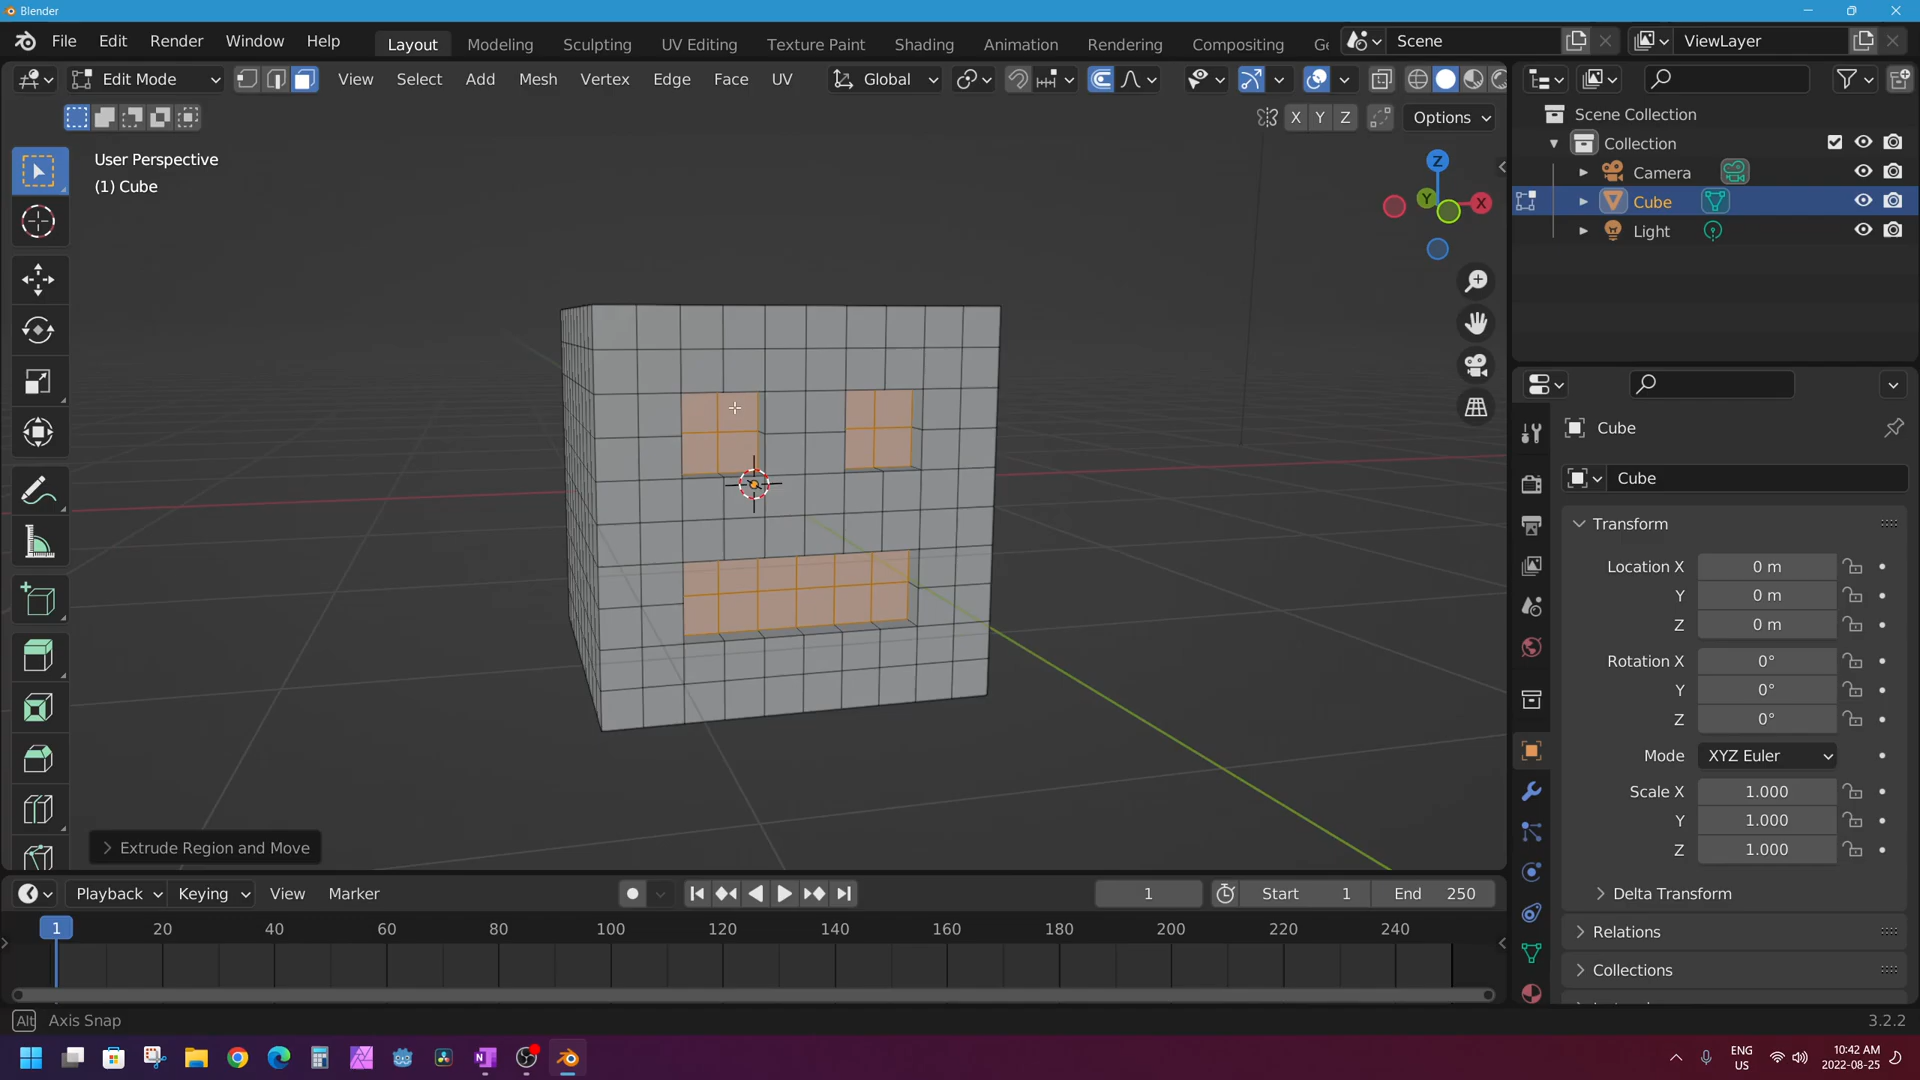 Blender
File Edit Render Window Help Layout Modeling Sculpting UV Editing Texture Paint Shading Animation Rendering Compositing Ge Scene ViewLayer
Edit Mode View Select Add Mesh Vertex Edge Face UV Global
X Y Z Options
User Perspective
(1) Cube
Z
Y
X
Scene Collection
Collection
Camera
Cube
Light
Cube
Cube
Transform
Location X 0 m
Y 0 m
Z 0 m
Rotation X 0°
Y 0°
Z 0°
Mode XYZ Euler
Scale X 1.000
Y 1.000
Z 1.000
Delta Transform
Relations
Collections
Extrude Region and Move
Playback Keying View Marker 1 Start 1 End 250
1 20 40 60 80 100 120 140 160 180 200 220 240
Alt Axis Snap 3.2.2
ENG
US
10:42 AM
2022-08-25